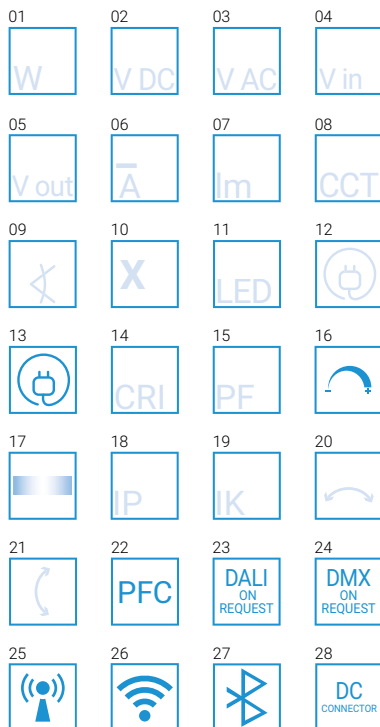 01 02 03 04
W V DC V AC V in
05 06 07 08
V out A lm CCT
09 10 11 12
X LED
13 14 15 16
CRI PF
- +
17 18 19 20
IP IK
21 22 23 24
PFC DALI ON REQUEST DMX ON REQUEST
25 26 27 28
DC CONNECTOR